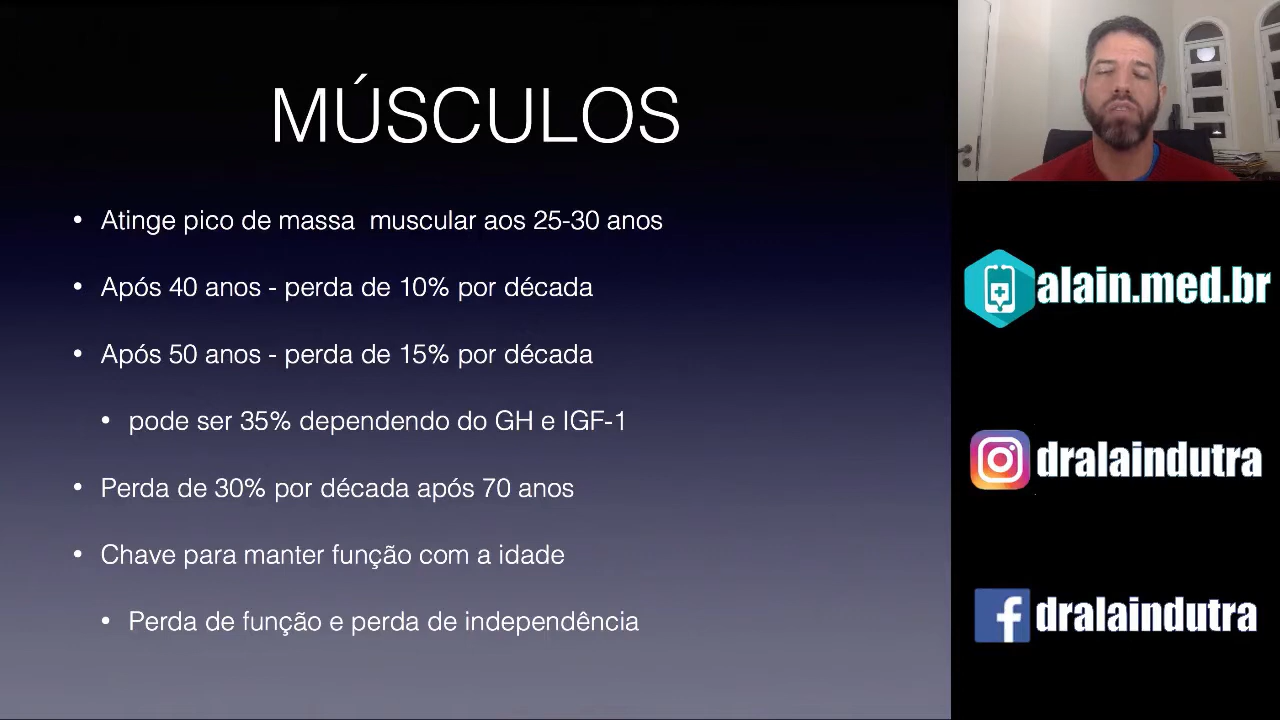 MÚSCULOS
• Atinge pico de massa  muscular aos 25-30 anos
• Após 40 anos - perda de 10% por década
• Após 50 anos - perda de 15% por década
• pode ser 35% dependendo do GH e IGF-1
• Perda de 30% por década após 70 anos
• Chave para manter função com a idade
• Perda de função e perda de independência
alain.med.br
dralaindutra
dralaindutra